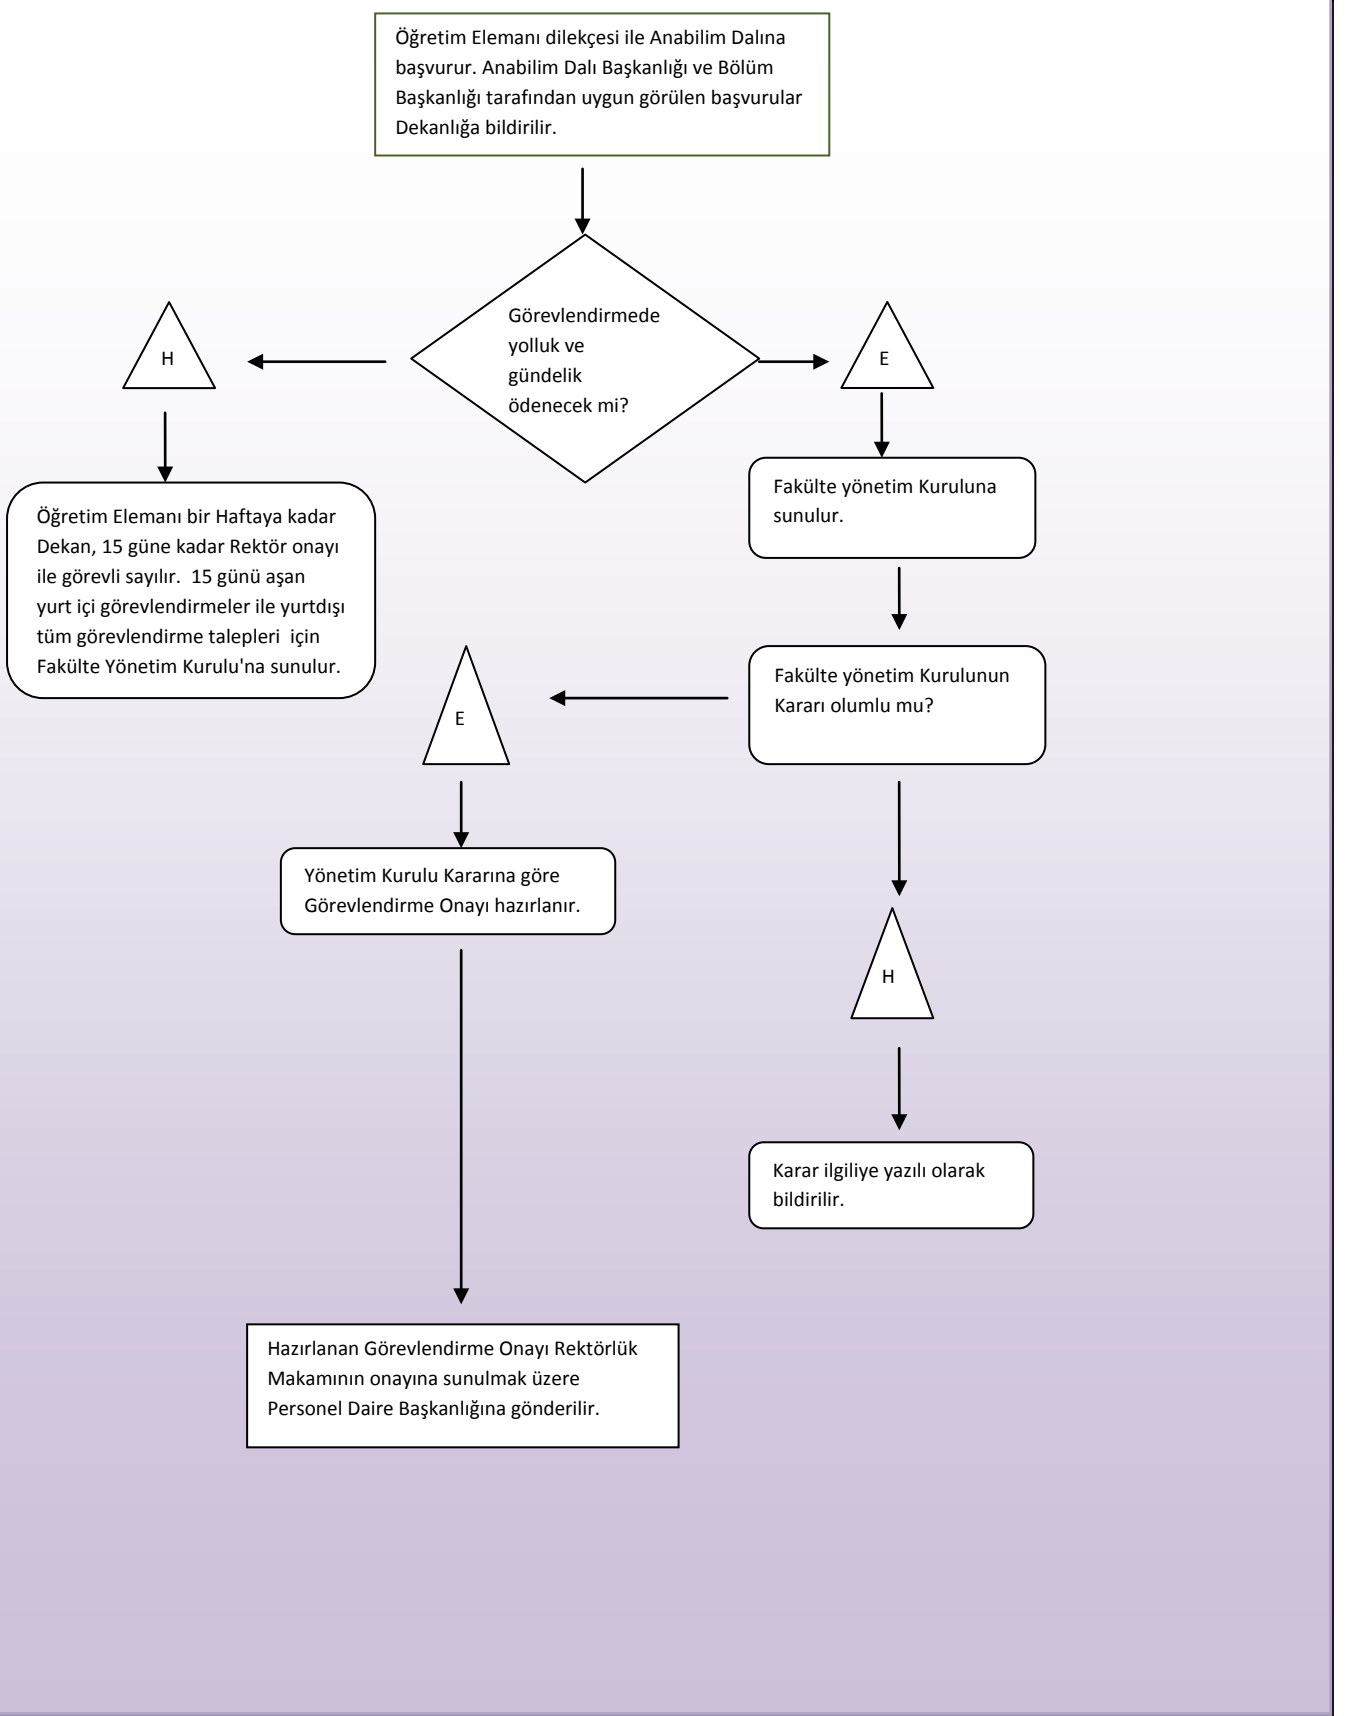 Öğretim Elemanı dilekçesi ile Anabilim Dalına
başvurur. Anabilim Dalı Başkanlığı ve Bölüm
Başkanlığı tarafından uygun görülen başvurular
Dekanlığa bildirilir.
Görevlendirmede
yolluk ve
gündelik
ödenecek mi?
H
E
Öğretim Elemanı bir Haftaya kadar
Dekan, 15 güne kadar Rektör onayı
ile görevli sayılır.  15 günü aşan
yurt içi görevlendirmeler ile yurtdışı
tüm görevlendirme talepleri  için
Fakülte Yönetim Kurulu'na sunulur.
Fakülte yönetim Kuruluna
sunulur.
Fakülte yönetim Kurulunun
Kararı olumlu mu?
E
Yönetim Kurulu Kararına göre
Görevlendirme Onayı hazırlanır.
H
Karar ilgiliye yazılı olarak
bildirilir.
Hazırlanan Görevlendirme Onayı Rektörlük
Makamının onayına sunulmak üzere
Personel Daire Başkanlığına gönderilir.